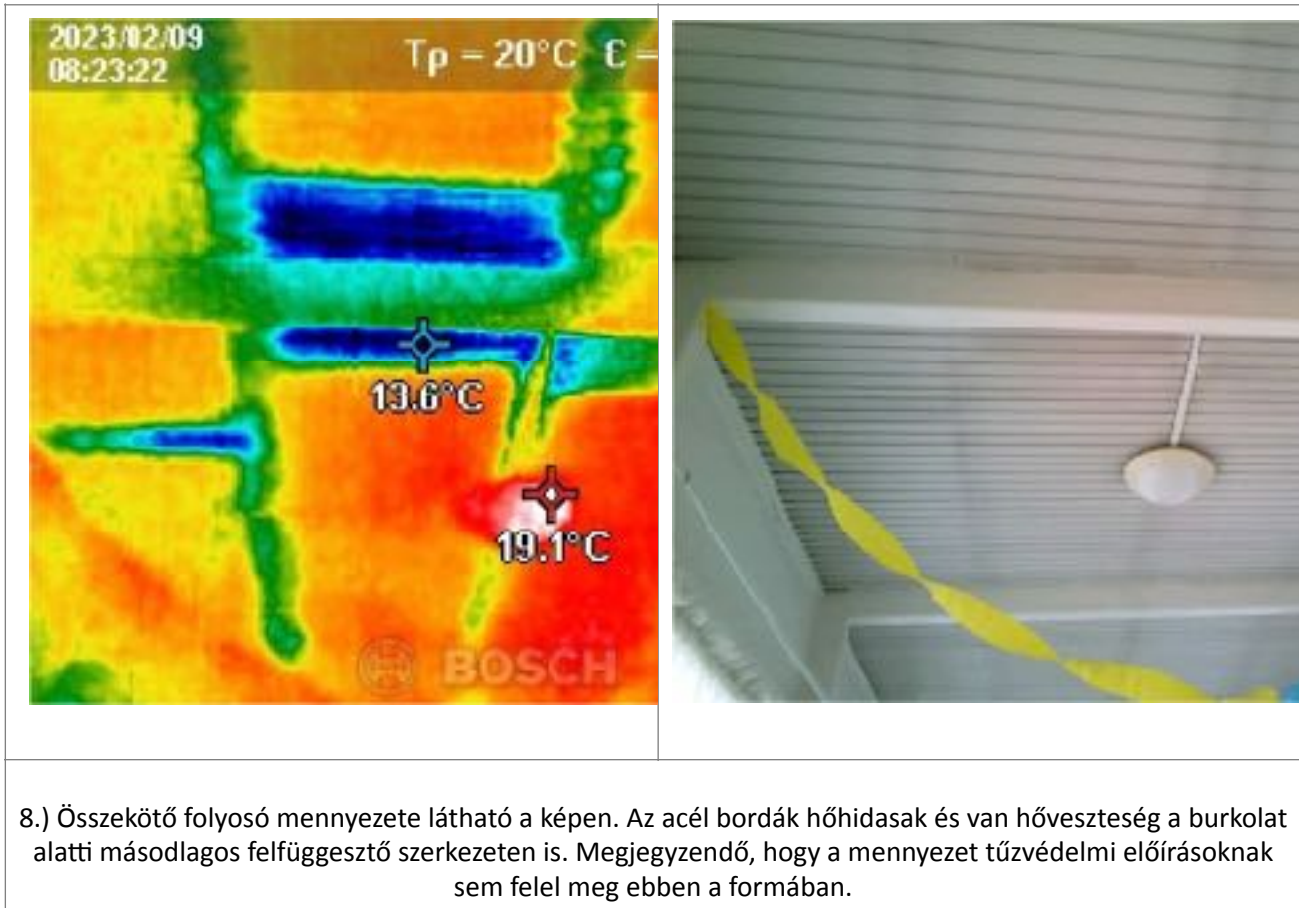 2023/02/09
08:23:22
Tρ = 20°C Ɛ =
13.6°C
19.1°C
BOSCH
8.) Összekötő folyosó mennyezete látható a képen. Az acél bordák hőhidasak és van hőveszteség a burkolat
alatti másodlagos felfüggesztő szerkezeten is. Megjegyzendő, hogy a mennyezet tűzvédelmi előírásoknak
sem felel meg ebben a formában.